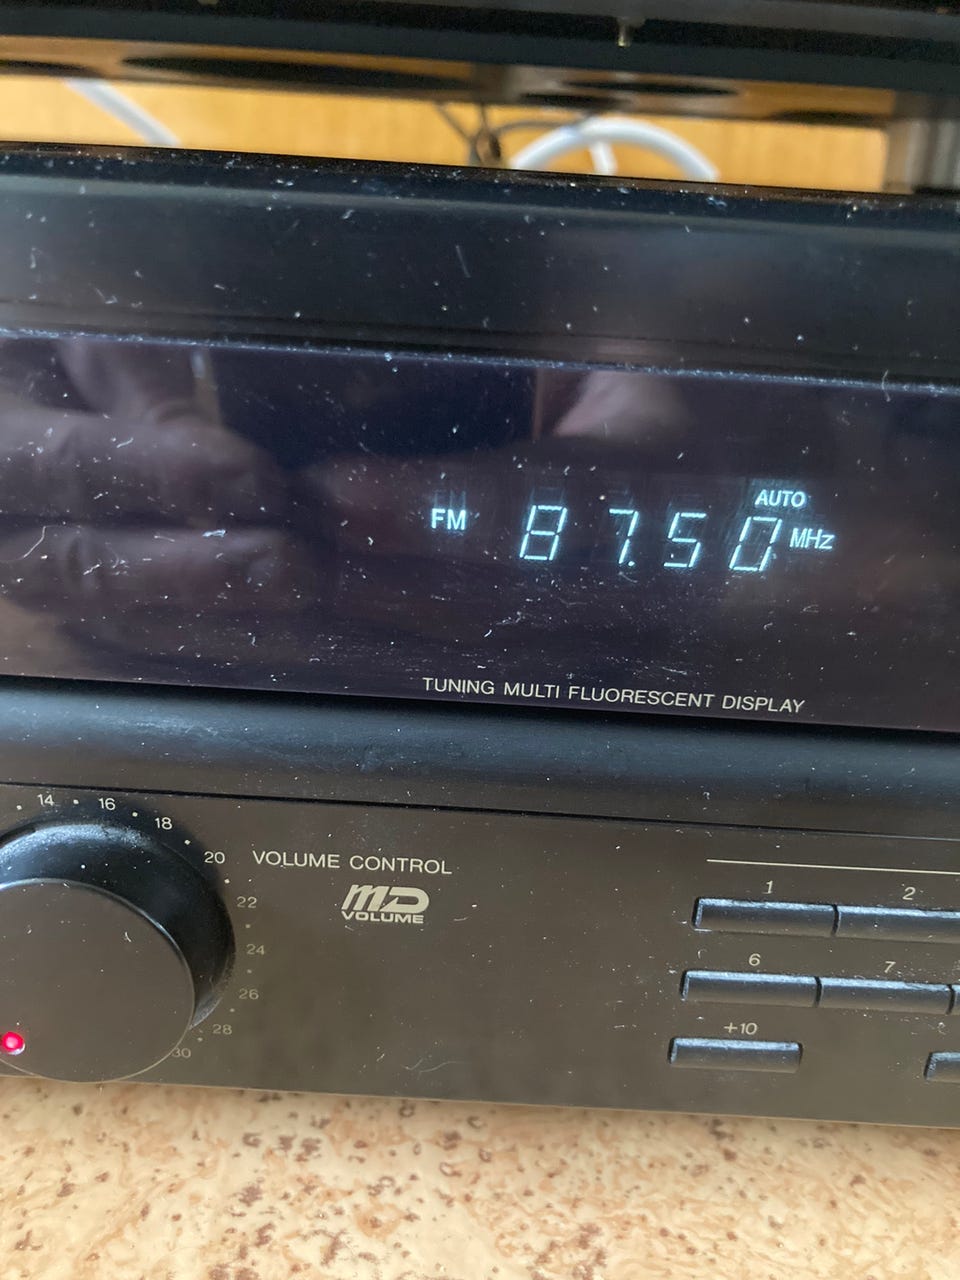 AUTO
FM 87.50 MHz
TUNING MULTI FLUORESCENT DISPLAY
14 16 18 20 22 24 26 28 30
VOLUME CONTROL
MD
VOLUME
1 2
6 7
+10